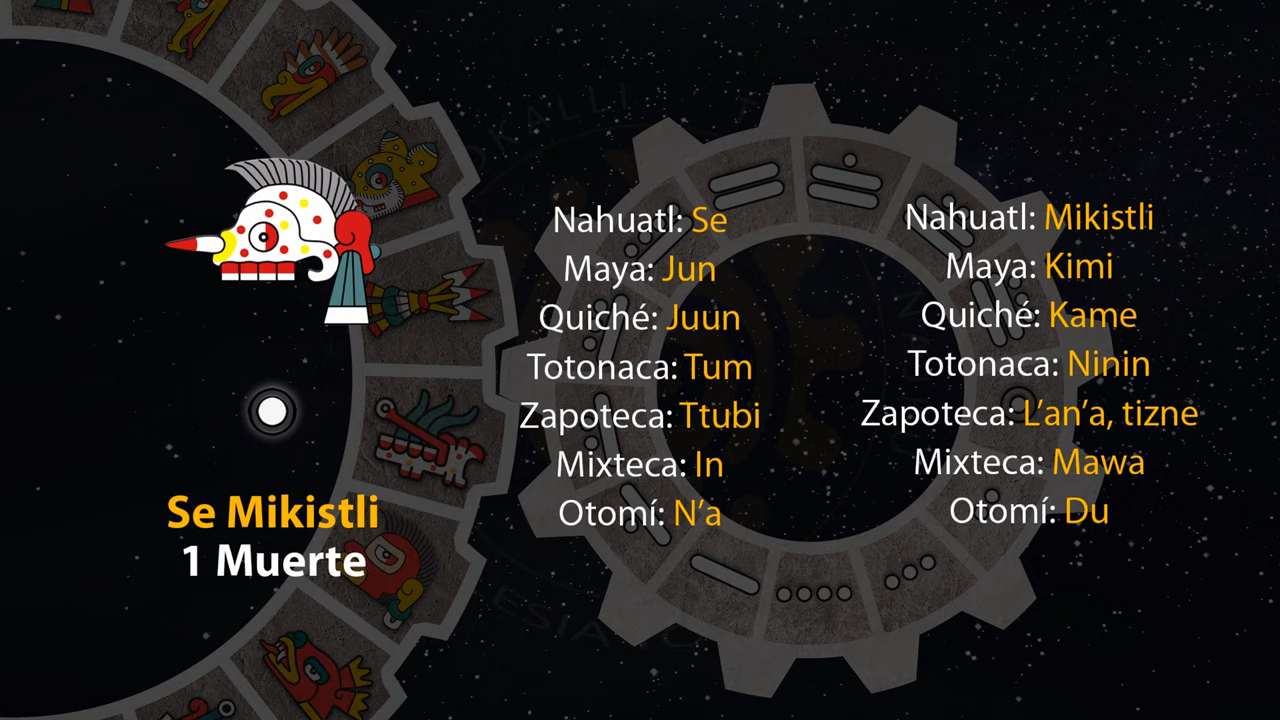 Nahuatl: Se
Maya: Jun
Quiché: Juun
Totonaca: Tum
Zapoteca: Ttubi
Mixteca: In
Otomí: N’a
Nahuatl: Mikistli
Maya: Kimi
Quiché: Kame
Totonaca: Ninin
Zapoteca: L’an’a, tizne
Mixteca: Mawa
Otomí: Du
Se Mikistli
1 Muerte